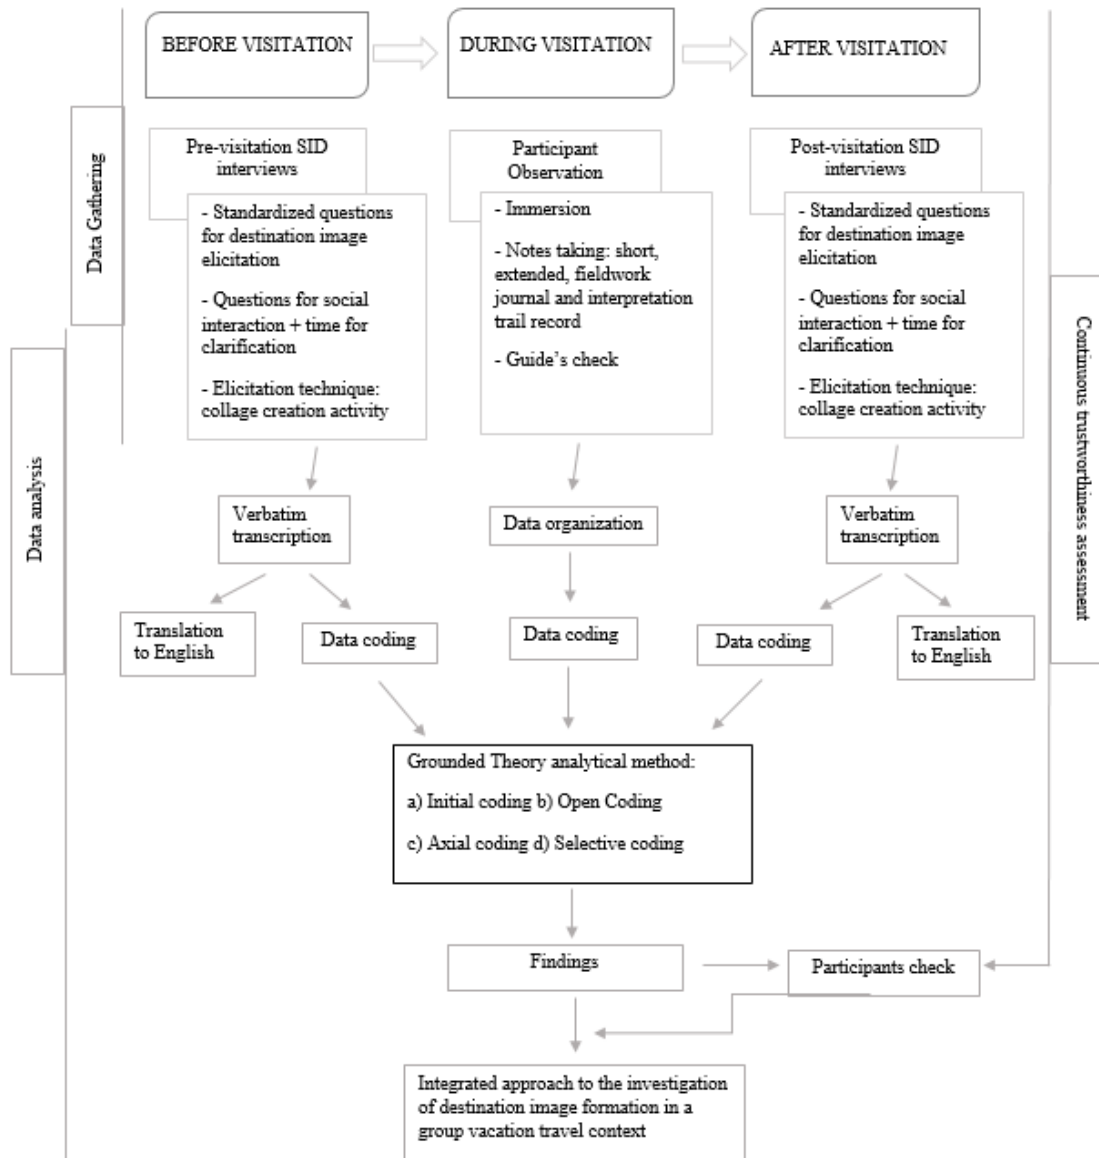 BEFORE VISITATION
DURING VISITATION
AFTER VISITATION
Data Gathering
Pre-visitation SID
interviews
- Standardized questions
for destination image
elicitation
- Questions for social
interaction + time for
clarification
- Elicitation technique:
collage creation activity
Participant
Observation
- Immersion
- Notes taking: short,
extended, fieldwork
journal and interpretation
trail record
- Guide's check
Post-visitation SID
interviews
- Standardized questions
for destination image
elicitation
- Questions for social
interaction + time for
clarification
- Elicitation technique:
collage creation activity
Continuous trustworthiness assessment
Data analysis
Verbatim
transcription
Data organization
Verbatim
transcription
Translation
to English
Data coding
Data coding
Data coding
Translation
to English
Grounded Theory analytical method:
a) Initial coding b) Open Coding
c) Axial coding d) Selective coding
Findings
Participants check
Integrated approach to the investigation
of destination image formation in a
group vacation travel context